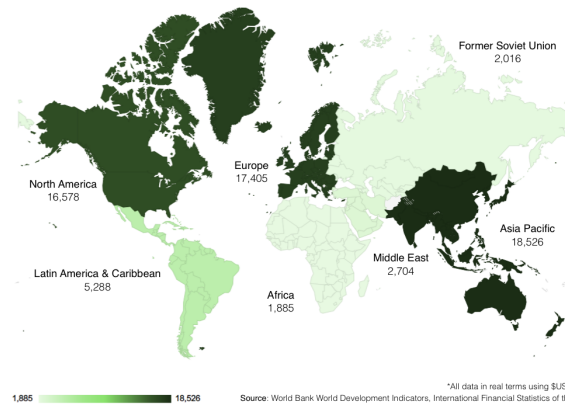 Former Soviet Union
2,016
Europe
17,405
North America
16,578
Asia Pacific
18,526
Middle East
2,704
Latin America & Caribbean
5,288
Africa
1,885
*All data in real terms using $US
1,885 18,526
Source: World Bank World Development Indicators, International Financial Statistics of